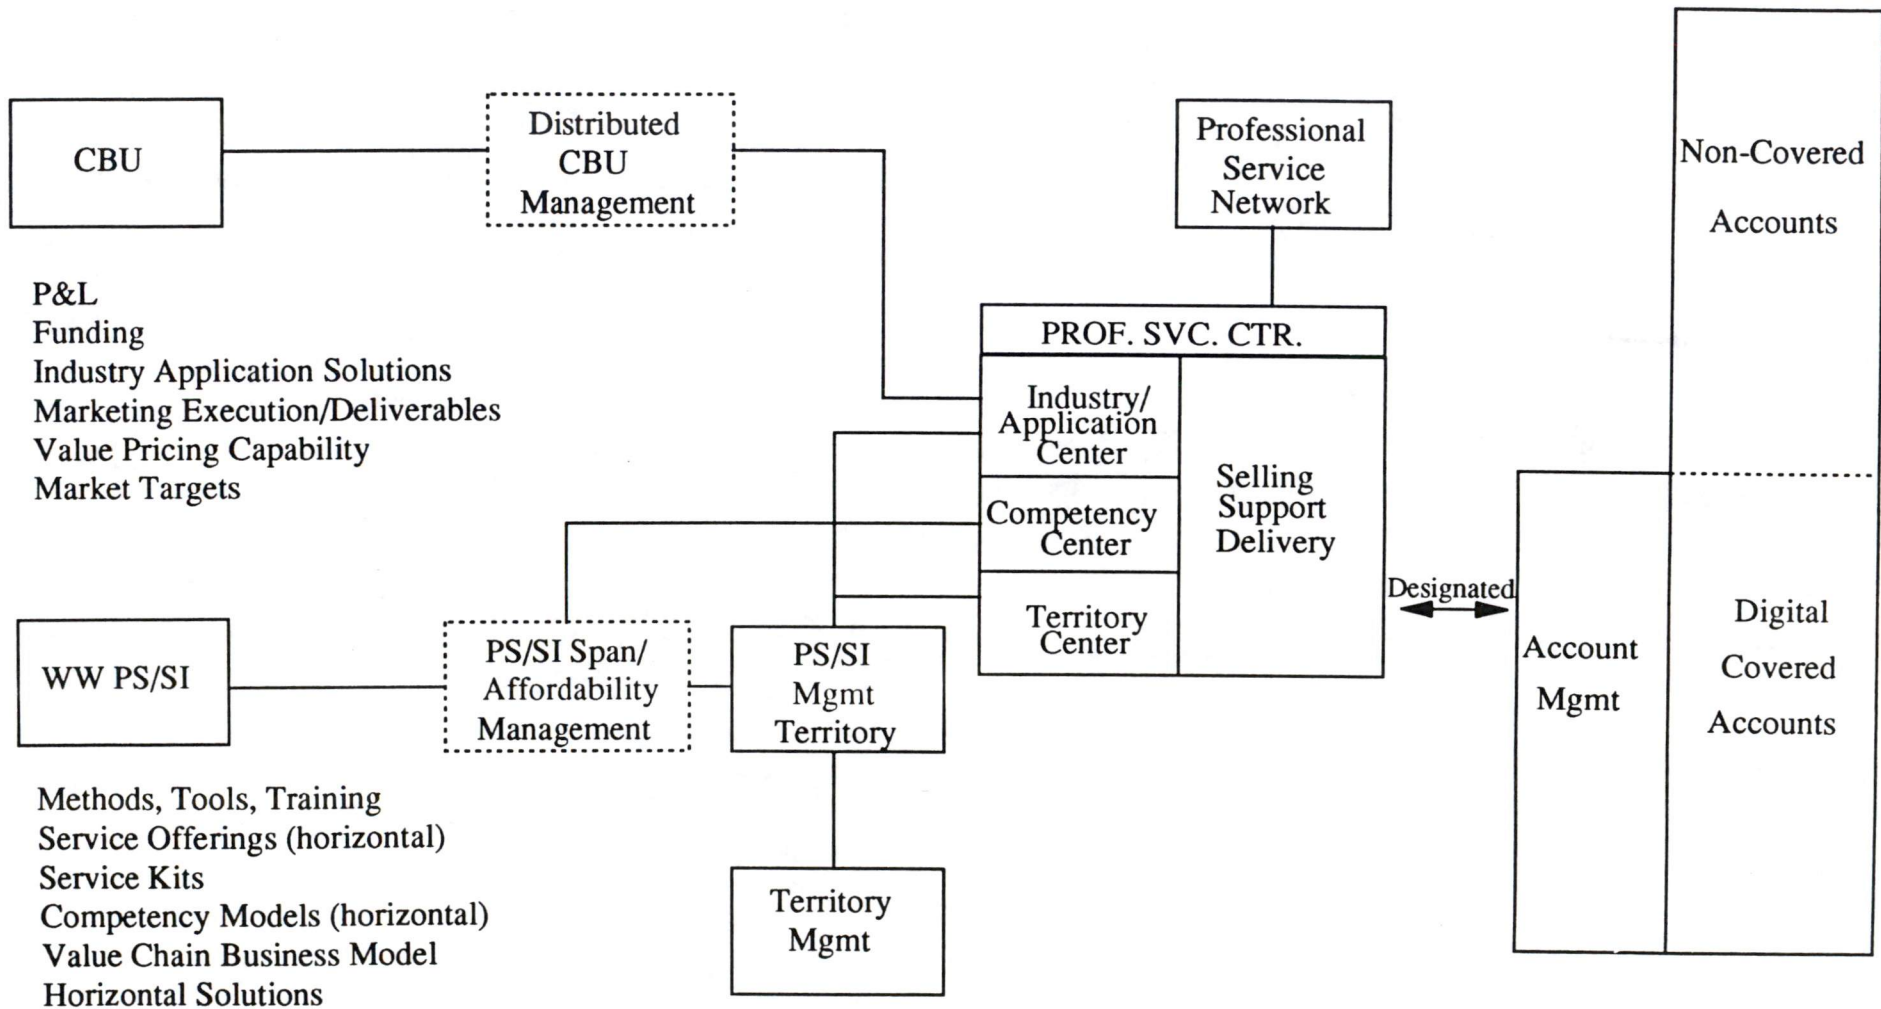 CBU
Distributed
CBU
Management
Professional
Service
Network
Non-Covered
Accounts
P&L
Funding
Industry Application Solutions
Marketing Execution/Deliverables
Value Pricing Capability
Market Targets
PROF. SVC. CTR.
Industry/
Application
Center
Competency
Center
Territory
Center
Selling
Support
Delivery
Designated
Account
Mgmt
Digital
Covered
Accounts
WW PS/SI
PS/SI Span/
Affordability
Management
PS/SI
Mgmt
Territory
Methods, Tools, Training
Service Offerings (horizontal)
Service Kits
Competency Models (horizontal)
Value Chain Business Model
Horizontal Solutions
Territory
Mgmt